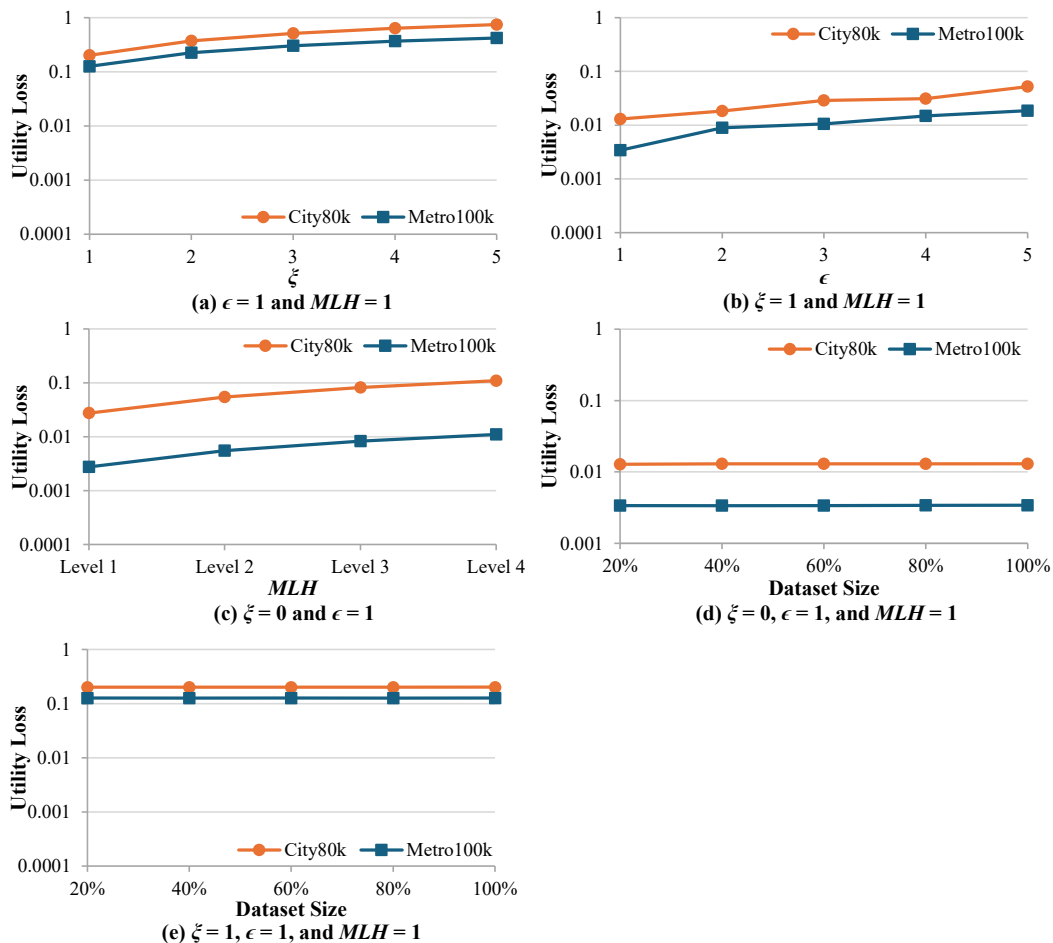 1
0.1
0.01
0.001
0.0001
Utility Loss
City80k Metro100k
1 2 3 4 5
ξ
(a) ϵ = 1 and MLH = 1
1
0.1
0.01
0.001
0.0001
Utility Loss
City80k Metro100k
1 2 3 4 5
ϵ
(b) ξ = 1 and MLH = 1
1
0.1
0.01
0.001
0.0001
Utility Loss
City80k Metro100k
Level 1 Level 2 Level 3 Level 4
MLH
(c) ξ = 0 and ϵ = 1
1
0.1
0.01
0.001
Utility Loss
City80k Metro100k
20% 40% 60% 80% 100%
Dataset Size
(d) ξ = 0, ϵ = 1, and MLH = 1
1
0.1
0.01
0.001
0.0001
Utility Loss
City80k Metro100k
20% 40% 60% 80% 100%
Dataset Size
(e) ξ = 1, ϵ = 1, and MLH = 1